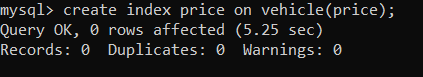 mysql> create index price on vehicle(price);
Query OK, 0 rows affected (5.25 sec)
Records: 0  Duplicates: 0  Warnings: 0